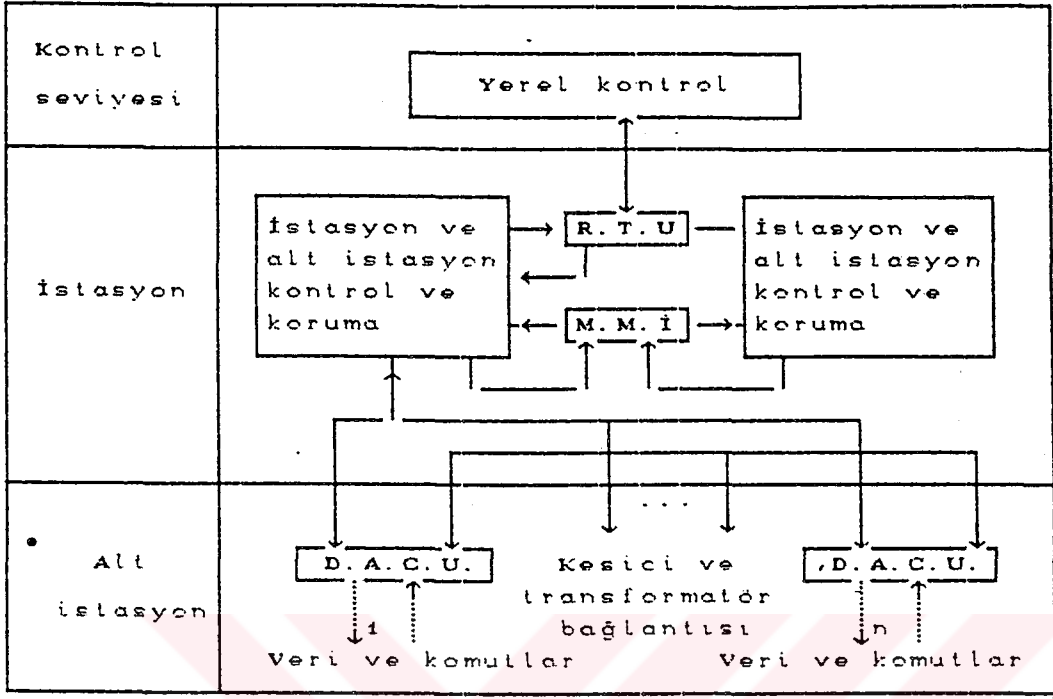 Kontrol
seviyesi
Yerel kontrol
İstasyon
İstasyon ve
alt istasyon
kontrol ve
koruma
R.T.U
M.M.İ
İstasyon ve
alt istasyon
kontrol ve
koruma
Alt
istasyon
D.A.C.U.
1
Veri ve komutlar
...
Kesici ve
transformatör
bağlantısı
D.A.C.U.
n
Veri ve komutlar